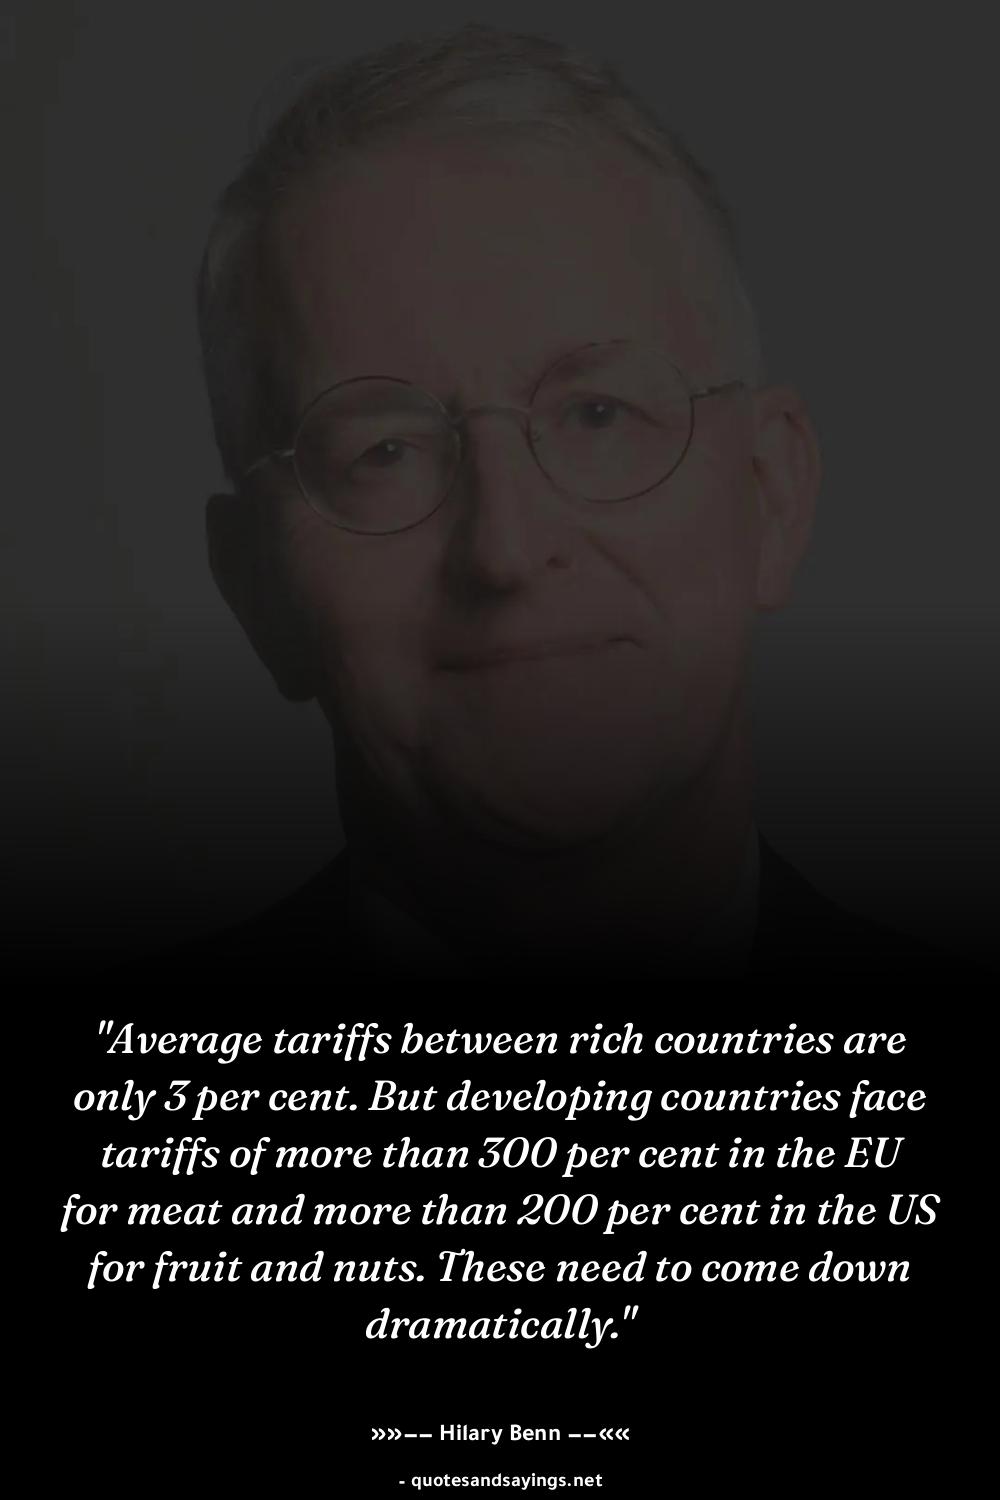 "Average tariffs between rich countries are
only 3 per cent. But developing countries face
tariffs of more than 300 per cent in the EU
for meat and more than 200 per cent in the US
for fruit and nuts. These need to come down
dramatically."
»»−− Hilary Benn −−««
- quotesandsayings.net